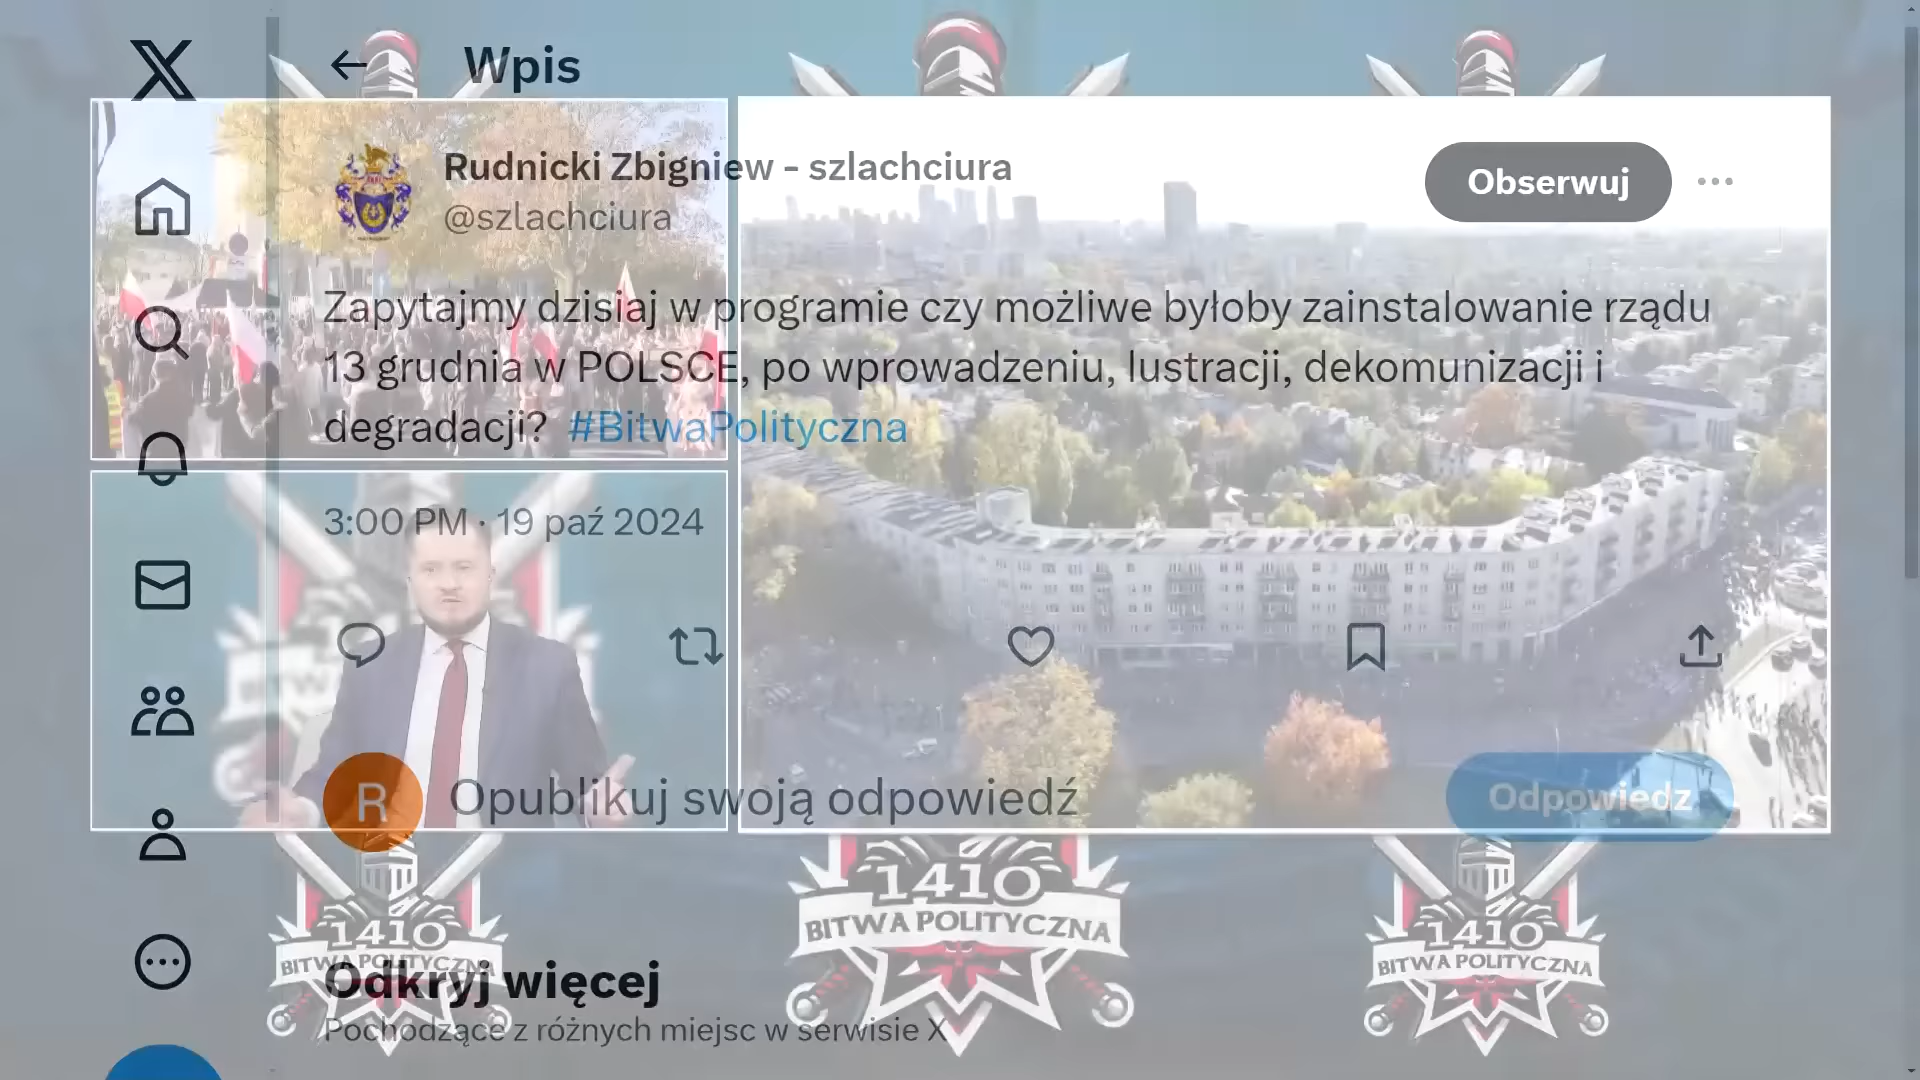 Wpis
Rudnicki Zbigniew - szlachciura
@szlachciura
Obserwuj
Zapytajmy dzisiaj w programie czy możliwe byłoby zainstalowanie rządu
13 grudnia w POLSCE, po wprowadzeniu, lustracji, dekomunizacji i
degradacji? #BitwaPolityczna
3:00 PM · 19 paź 2024
R
Opublikuj swoją odpowiedź
Odpowiedz
1410
BITWA POLITYCZNA
1410
BITWA POLITYCZNA
1410
BITWA POLITYCZNA
Odkryj więcej
Pochodzące z różnych miejsc w serwisie X